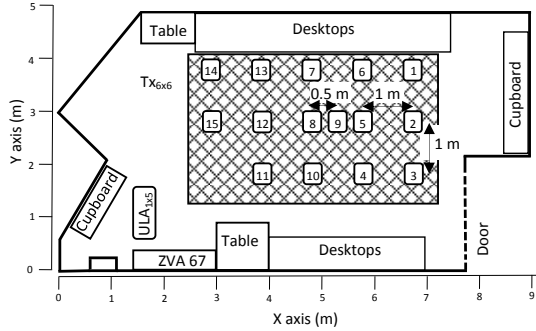 5
4
3
2
1
0
Y axis (m)
Table
Desktops
Tx6x6
14
13
7
6
1
0.5 m
1 m
15
12
8
9
5
2
1 m
11
10
4
3
Cupboard
Cupboard
ULA1x5
ZVA 67
Table
Desktops
Door
0 1 2 3 4 5 6 7 8 9
X axis (m)